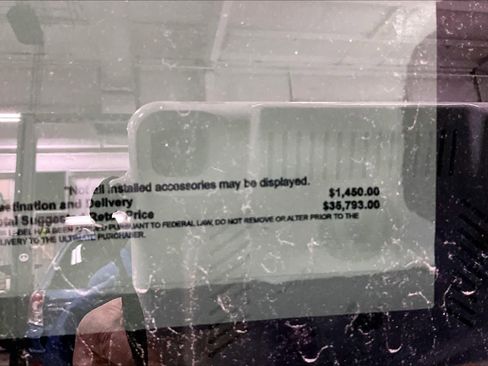 *Not all installed accessories may be displayed.
Destination and Delivery $1,450.00
Total Suggested Retail Price $35,793.00
LABEL HAS BEEN PURSUANT TO FEDERAL LAW, DO NOT REMOVE OR ALTER PRIOR TO THE
DELIVERY TO THE ULTIMATE PURCHASER.